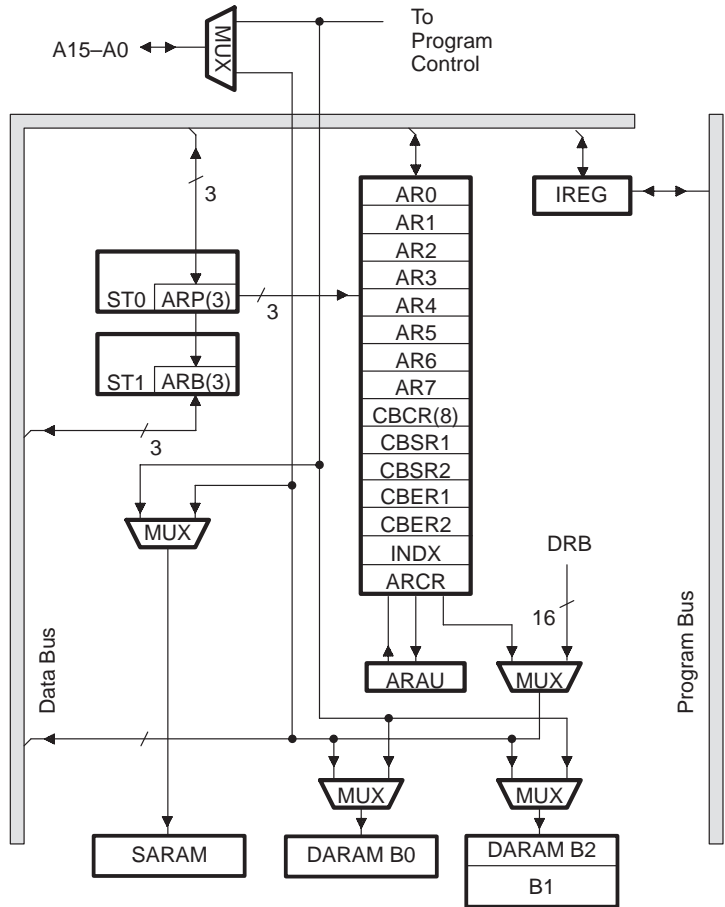 To
Program
Control
A15–A0
MUX
3
AR0
IREG
AR1
AR2
AR3
ST0 ARP(3)
3
AR4
AR5
AR6
ST1 ARB(3)
AR7
CBCR(8)
CBSR1
3
CBSR2
CBER1
MUX
CBER2
INDX
DRB
ARCR
16
Data Bus
Program Bus
ARAU
MUX
MUX
MUX
SARAM
DARAM B0
DARAM B2
B1